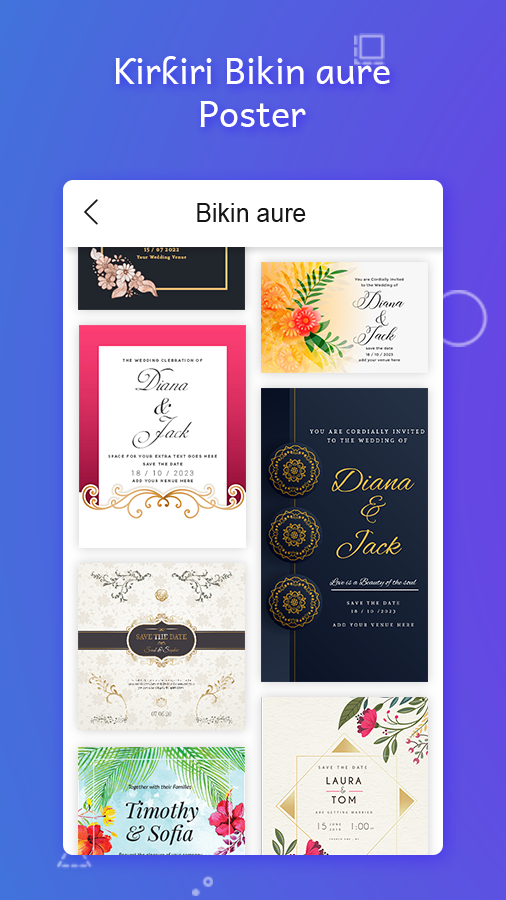 Ƙirƙiri Bikin aure
Poster
Bikin aure
15 / 07 2022
Your Wedding Venue
you are Cordially invited
to the Wedding of
Diana
&
Jack
save the date
18 / 10 / 2023
add your venue here
THE WEDDING CELEBRATION OF
Diana
&
Jack
SPACE FOR YOUR EXTRA TEXT GOES HERE
SAVE THE DATE
18 / 10 / 2023
ADD YOUR VENUE HERE
YOU ARE CORDIALLY INVITED
TO THE WEDDING OF
Diana
&
Jack
Love is a Beauty of the soul
SAVE THE DATE
18 / 10 /2023
ADD YOUR VENUE HERE
SAVE THE DATE
Together with their Families
Timothy
& Sofia
SAVE THE DATE
LAURA
&
TOM
ARE GETTING MARRIED
15 JUNE
2018
1:00